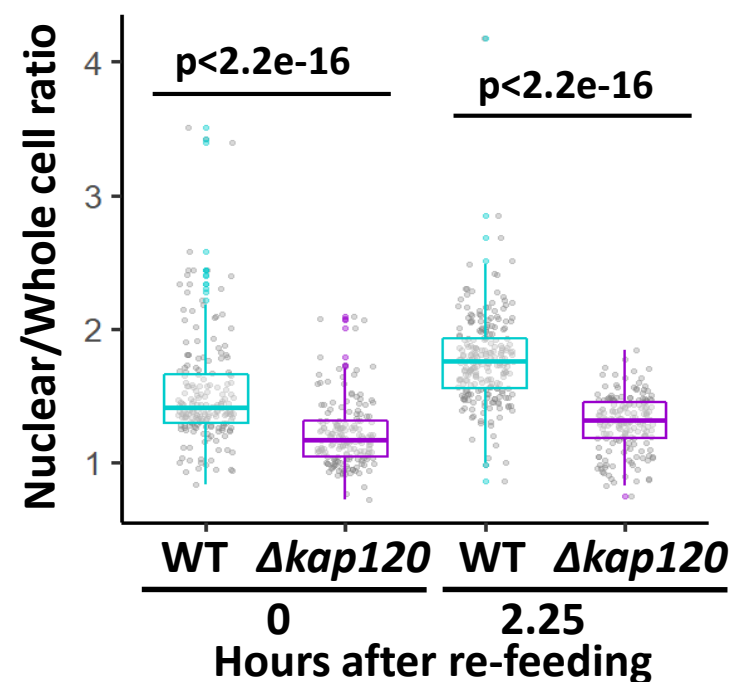 Nuclear/Whole cell ratio
4
3
2
1
p<2.2e-16
p<2.2e-16
WT Δkap120 WT Δkap120
0 2.25
Hours after re-feeding